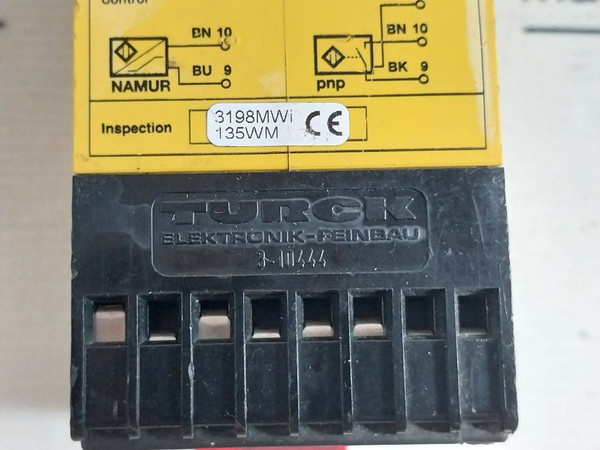 Control
BN 10
BN 10
BU 9
BK 9
NAMUR
pnp
Inspection
3198MWi
135WM
CE
TURCK
ELEKTRONIK-FEINBAU
3-10444